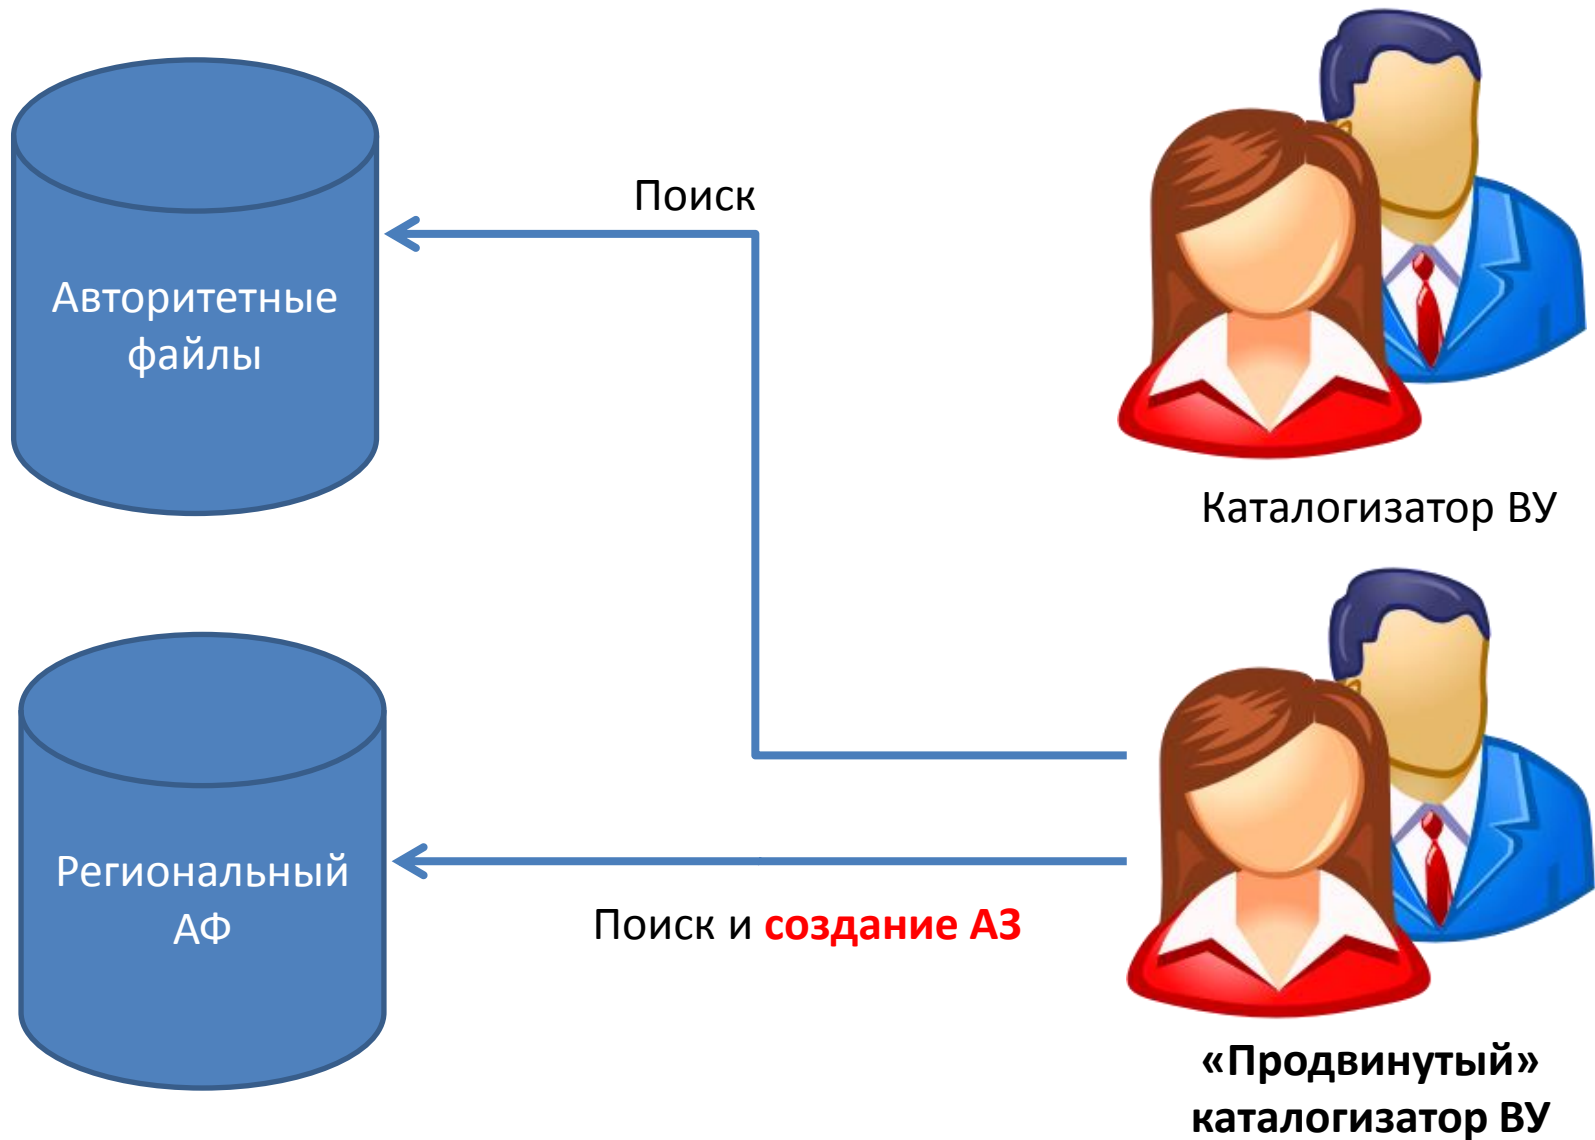 Поиск
Авторитетные
файлы
Каталогизатор ВУ
Региональный
АФ
Поиск и создание АЗ
«Продвинутый»
каталогизатор ВУ